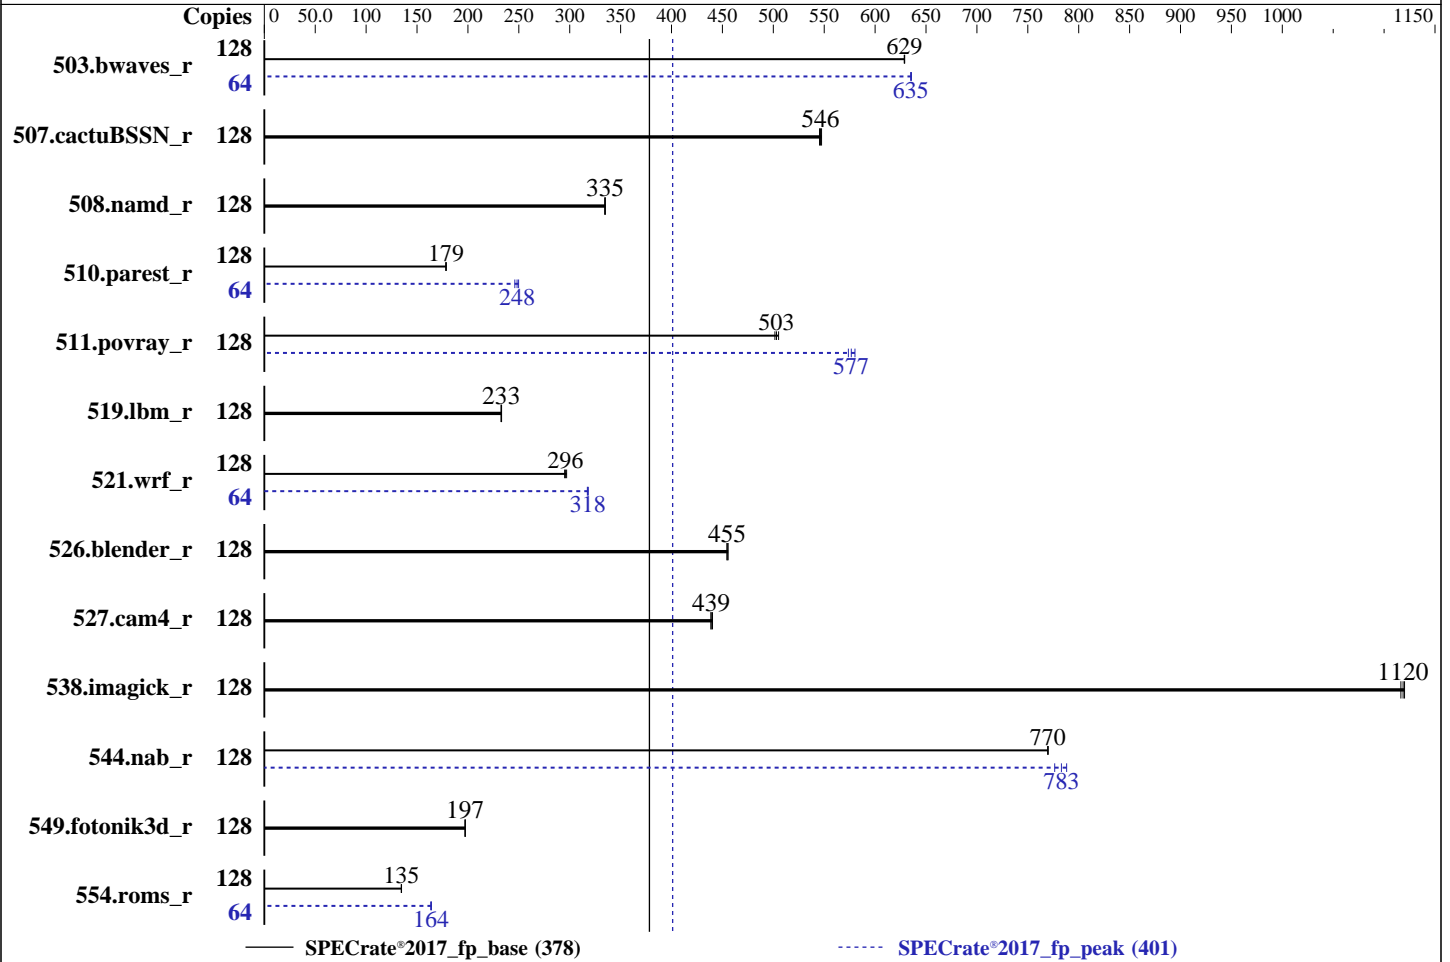 Copies 0 50.0 100 150 200 250 300 350 400 450 500 550 600 650 700 750 800 850 900 950 1000 1150
503.bwaves_r 128 629
64 635
507.cactuBSSN_r 128 546
508.namd_r 128 335
510.parest_r 128 179
64 248
511.povray_r 128 503
577
519.lbm_r 128 233
521.wrf_r 128 296
64 318
526.blender_r 128 455
527.cam4_r 128 439
538.imagick_r 128 1120
544.nab_r 128 770
783
549.fotonik3d_r 128 197
554.roms_r 128 135
64 164
SPECrate®2017_fp_base (378) SPECrate®2017_fp_peak (401)